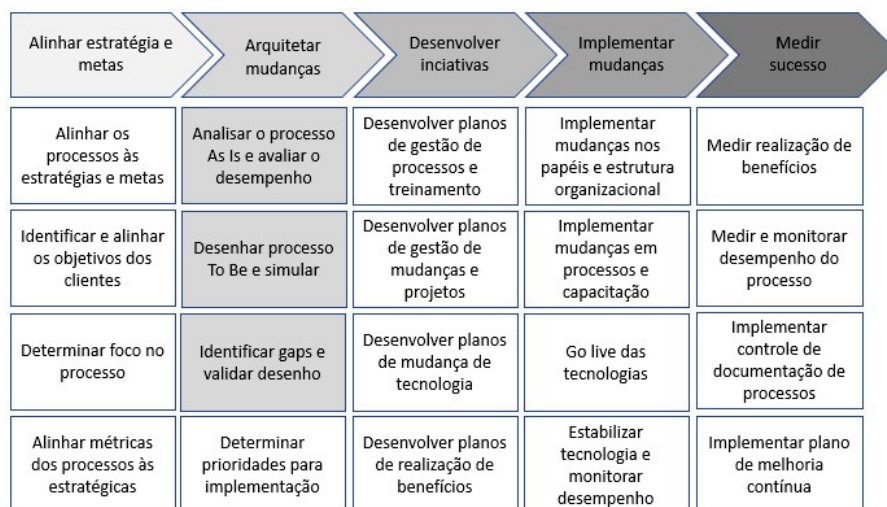 Alinhar estratégia e
metas
Arquitetar
mudanças
Desenvolver
inciativas
Implementar
mudanças
Medir
sucesso
Alinhar os
processos às
estratégias e metas
Analisar o processo
As Is e avaliar o
desempenho
Desenvolver planos
de gestão de
processos e
treinamento
Implementar
mudanças nos
papéis e estrutura
organizacional
Medir realização de
benefícios
Identificar e alinhar
os objetivos dos
clientes
Desenhar processo
To Be e simular
Desenvolver planos
de gestão de
mudanças e
projetos
Implementar
mudanças em
processos e
capacitação
Medir e monitorar
desempenho do
processo
Determinar foco no
processo
Identificar gaps e
validar desenho
Desenvolver planos
de mudança de
tecnologia
Go live das
tecnologias
Implementar
controle de
documentação de
processos
Alinhar métricas
dos processos às
estratégicas
Determinar
prioridades para
implementação
Desenvolver planos
de realização de
benefícios
Estabilizar
tecnologia e
monitorar
desempenho
Implementar plano
de melhoria
contínua